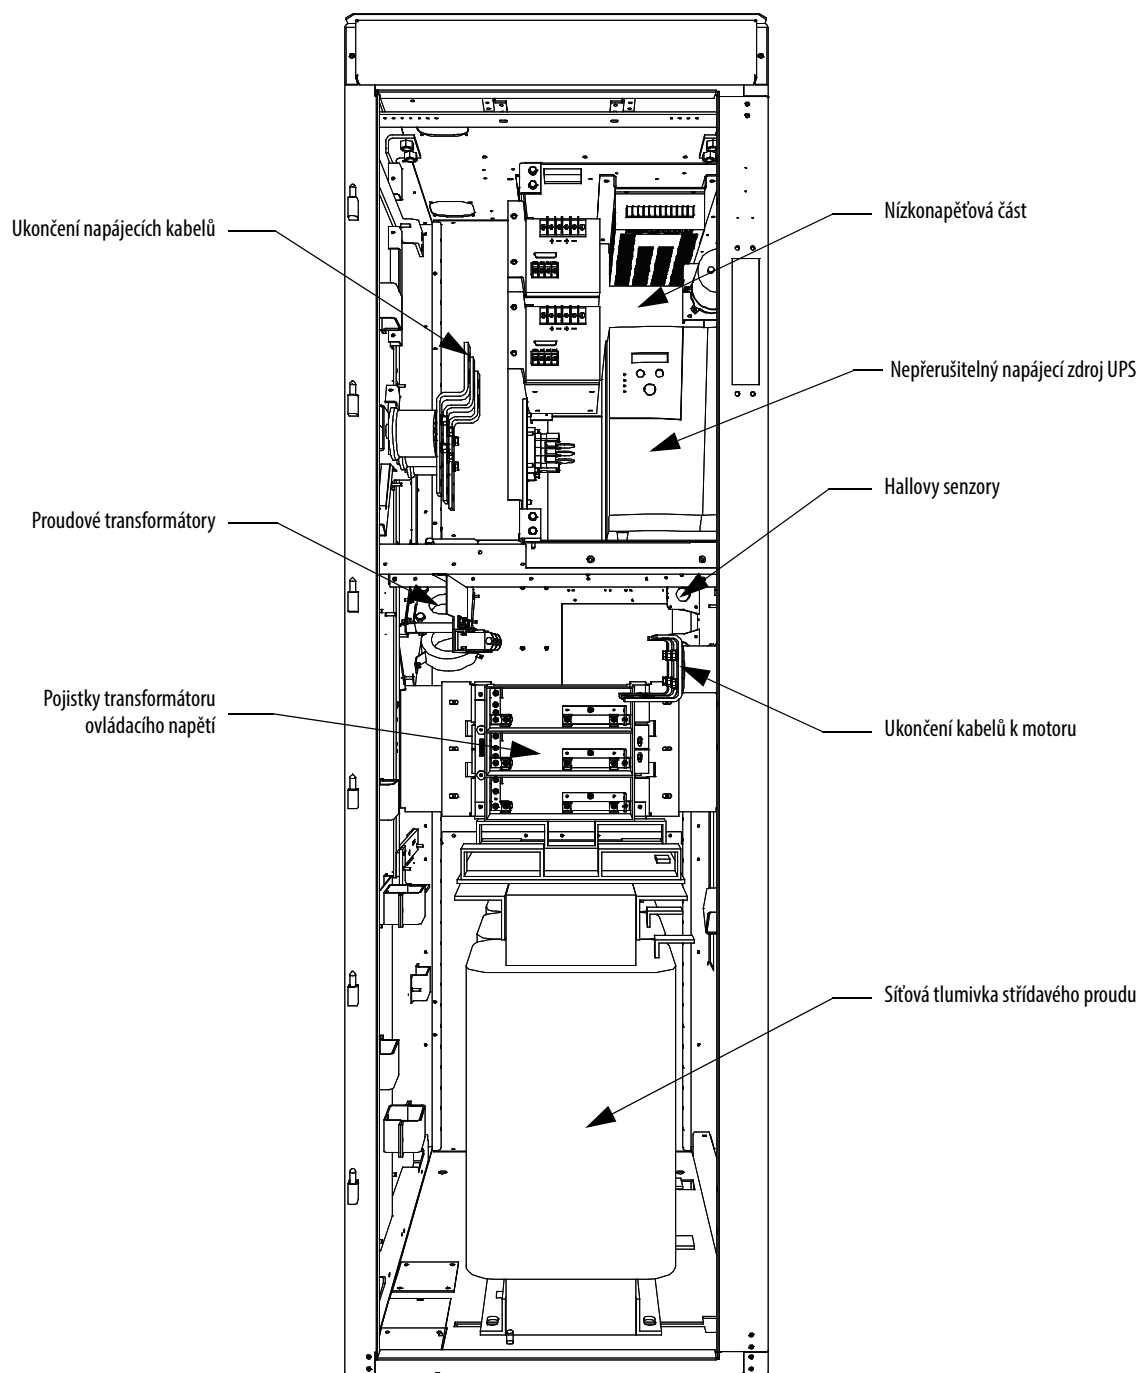 Ukončení napájecích kabelů
Proudové transformátory
Pojistky transformátoru
ovládacího napětí
Nízkonapěťová část
Nepřerušitelný napájecí zdroj UPS
Hallovy senzory
Ukončení kabelů k motoru
Síťová tlumivka střídavého proudu